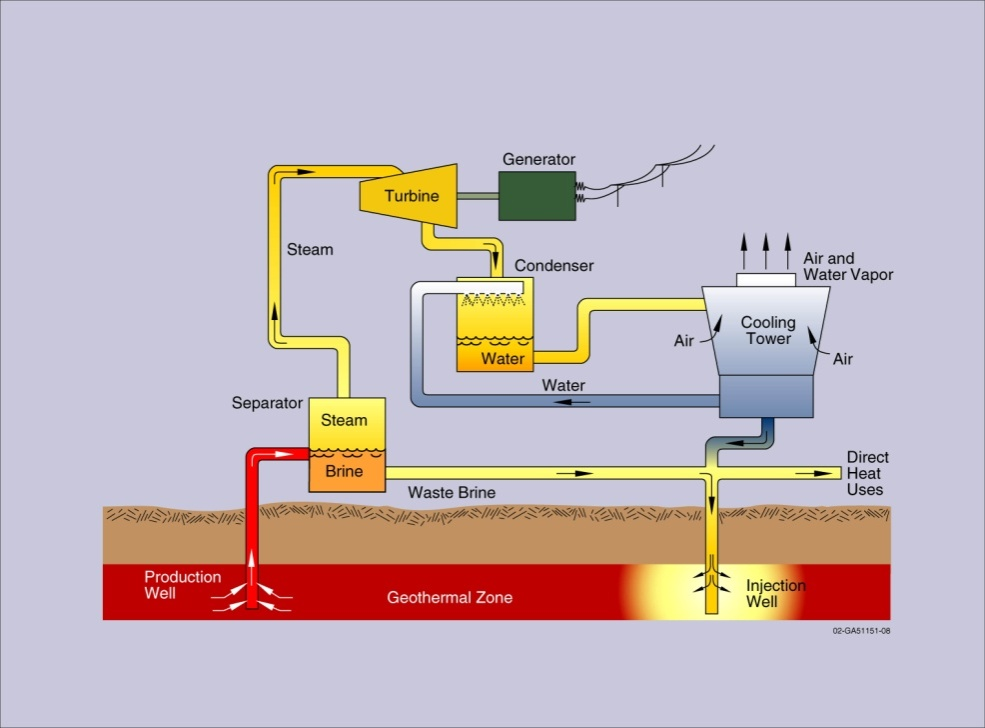 Generator
Turbine
Steam
Condenser
Air and
Water Vapor
Cooling
Tower
Air
Air
Water
Water
Separator
Steam
Brine
Direct
Heat
Uses
Waste Brine
Production
Well
Geothermal Zone
Injection
Well
02-GA51151-08